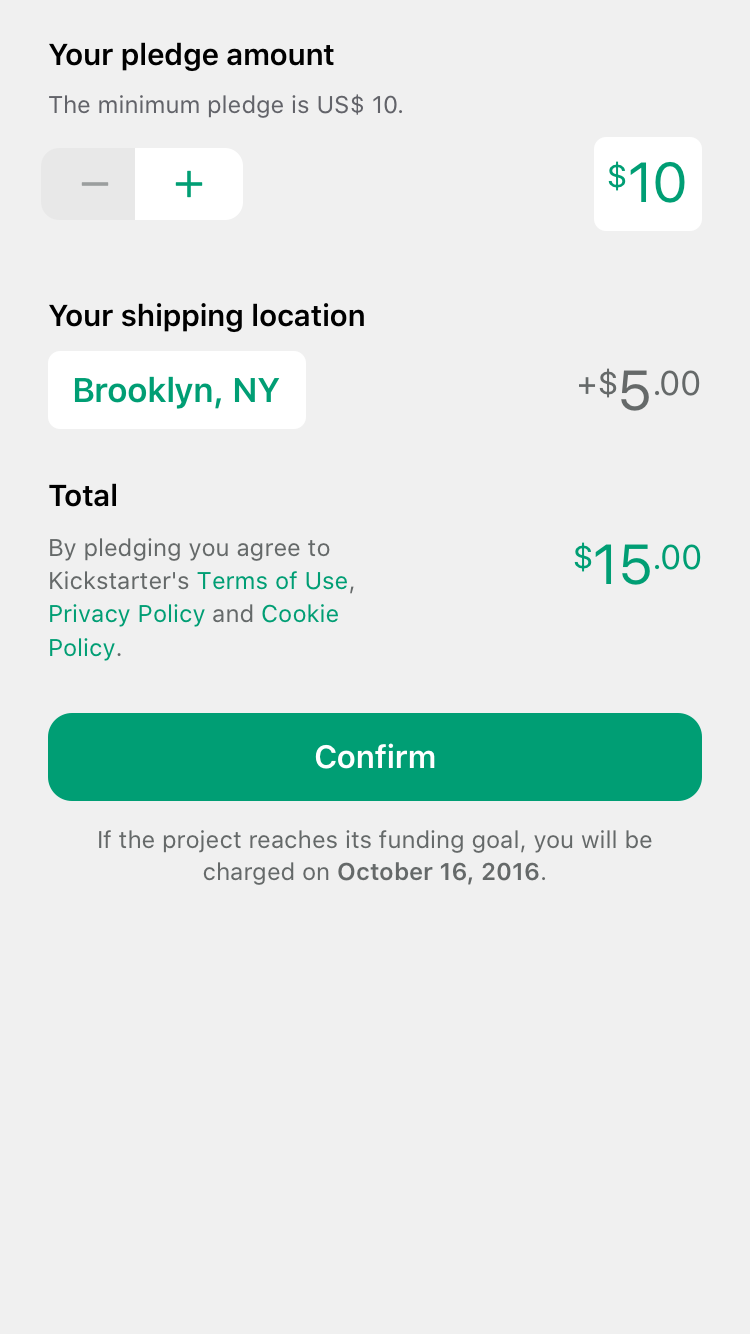 Your pledge amount
The minimum pledge is US$ 10.
− +
$10
Your shipping location
Brooklyn, NY
+$5.00
Total
By pledging you agree to
Kickstarter's Terms of Use,
Privacy Policy and Cookie
Policy.
$15.00
Confirm
If the project reaches its funding goal, you will be
charged on October 16, 2016.